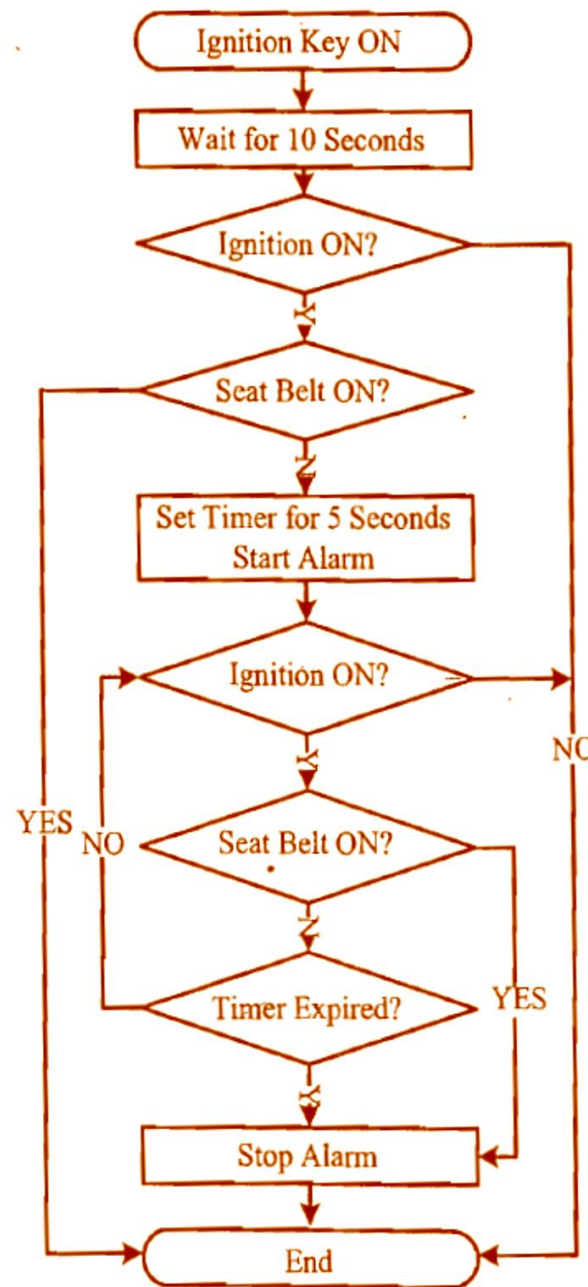 Ignition Key ON
Wait for 10 Seconds
Ignition ON?
Y
Seat Belt ON?
N
Set Timer for 5 Seconds
Start Alarm
Ignition ON?
Y
NO
YES
NO
Seat Belt ON?
N
YES
Timer Expired?
Y
Stop Alarm
End